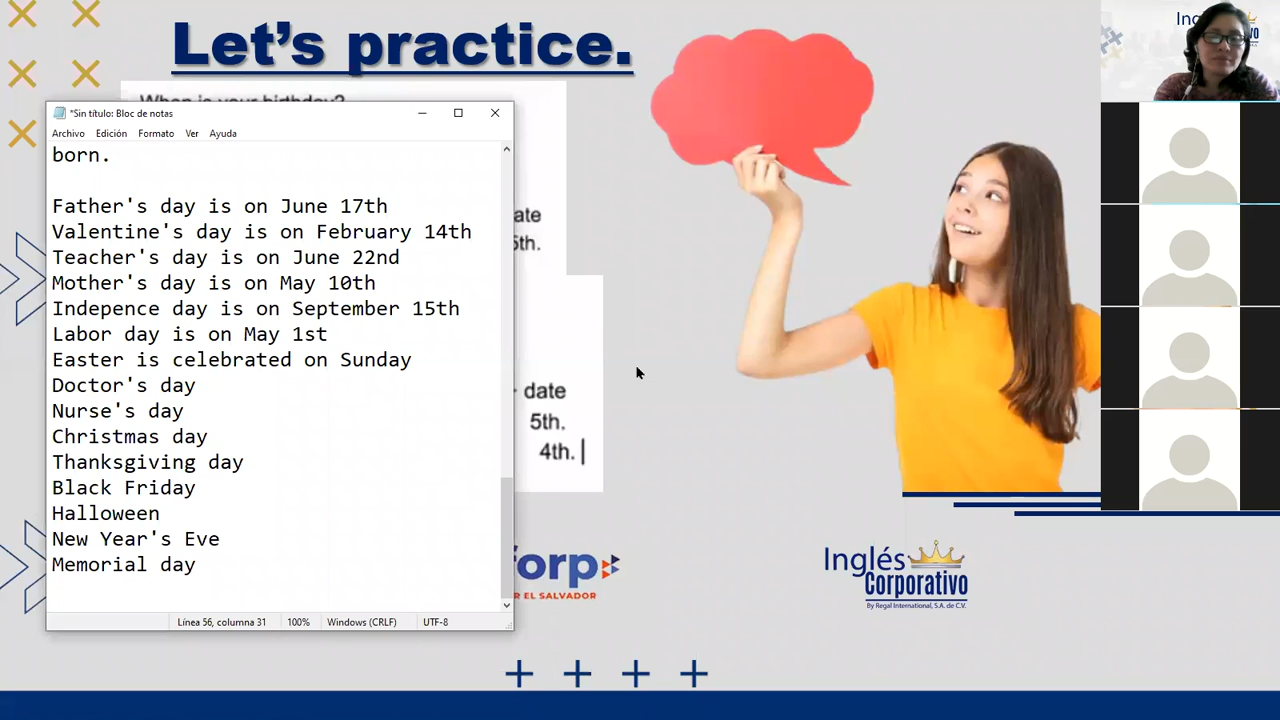 Let's practice.
When is your birthday?
*Sin título: Bloc de notas
Archivo Edición Formato Ver Ayuda
born.
Father's day is on June 17th
Valentine's day is on February 14th
Teacher's day is on June 22nd
Mother's day is on May 10th
Indepence day is on September 15th
Labor day is on May 1st
Easter is celebrated on Sunday
Doctor's day
Nurse's day
Christmas day
Thanksgiving day
Black Friday
Halloween
New Year's Eve
Memorial day
Línea 56, columna 31 100% Windows (CRLF) UTF-8
date
5th.
4th.
EL SALVADOR
Inglés
Corporativo
By Regal International, S.A. de C.V.